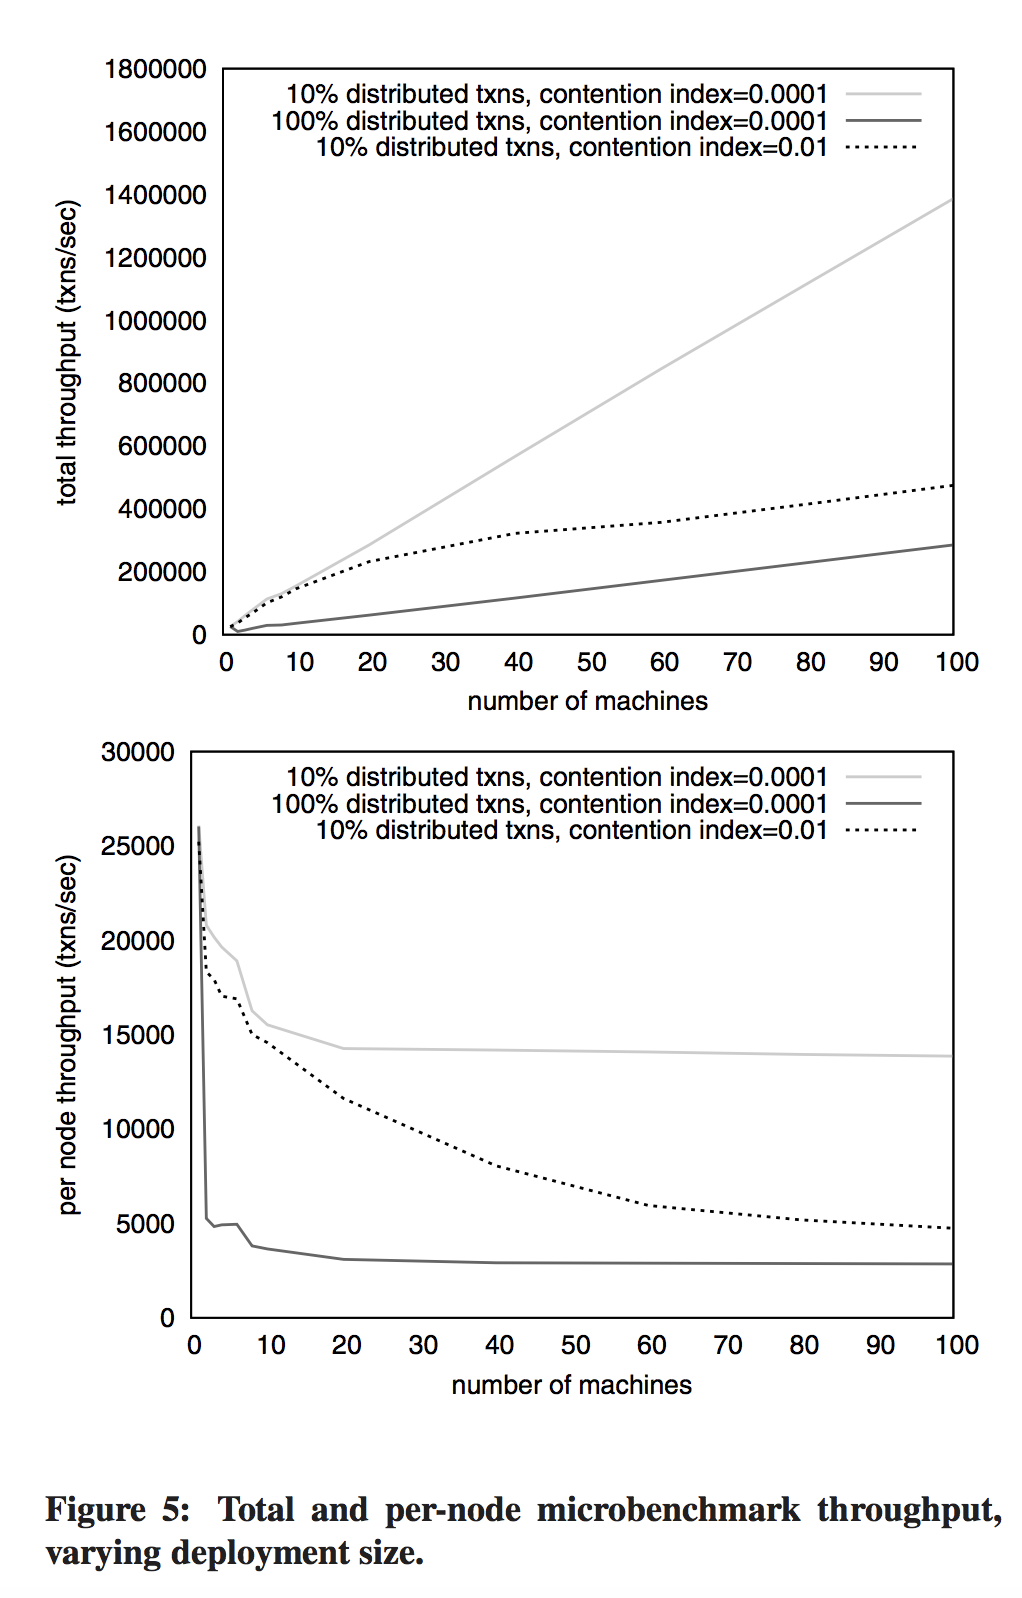 1800000
1600000
1400000
1200000
1000000
800000
600000
400000
200000
0
total throughput (txns/sec)
10% distributed txns, contention index=0.0001
100% distributed txns, contention index=0.0001
10% distributed txns, contention index=0.01
0 10 20 30 40 50 60 70 80 90 100
number of machines
30000
25000
20000
15000
10000
5000
0
per node throughput (txns/sec)
10% distributed txns, contention index=0.0001
100% distributed txns, contention index=0.0001
10% distributed txns, contention index=0.01
0 10 20 30 40 50 60 70 80 90 100
number of machines
Figure 5: Total and per-node microbenchmark throughput,
varying deployment size.